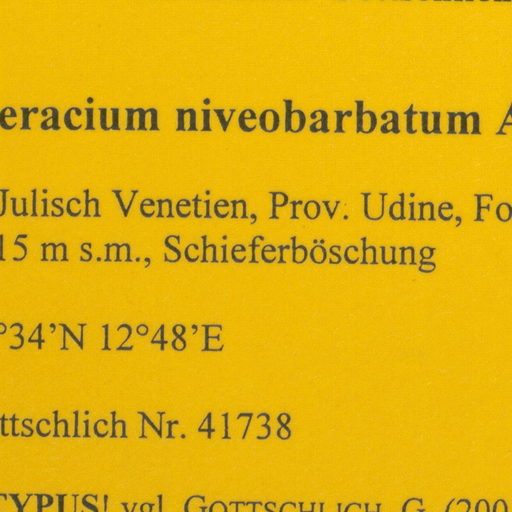 eracium niveobarbatum A
Julisch Venetien, Prov. Udine, Fo
15 m s.m., Schieferböschung
°34’N 12°48’E
ttschlich Nr. 41738
TYPUS! vgl. GOTTSCHLICH, G. (200